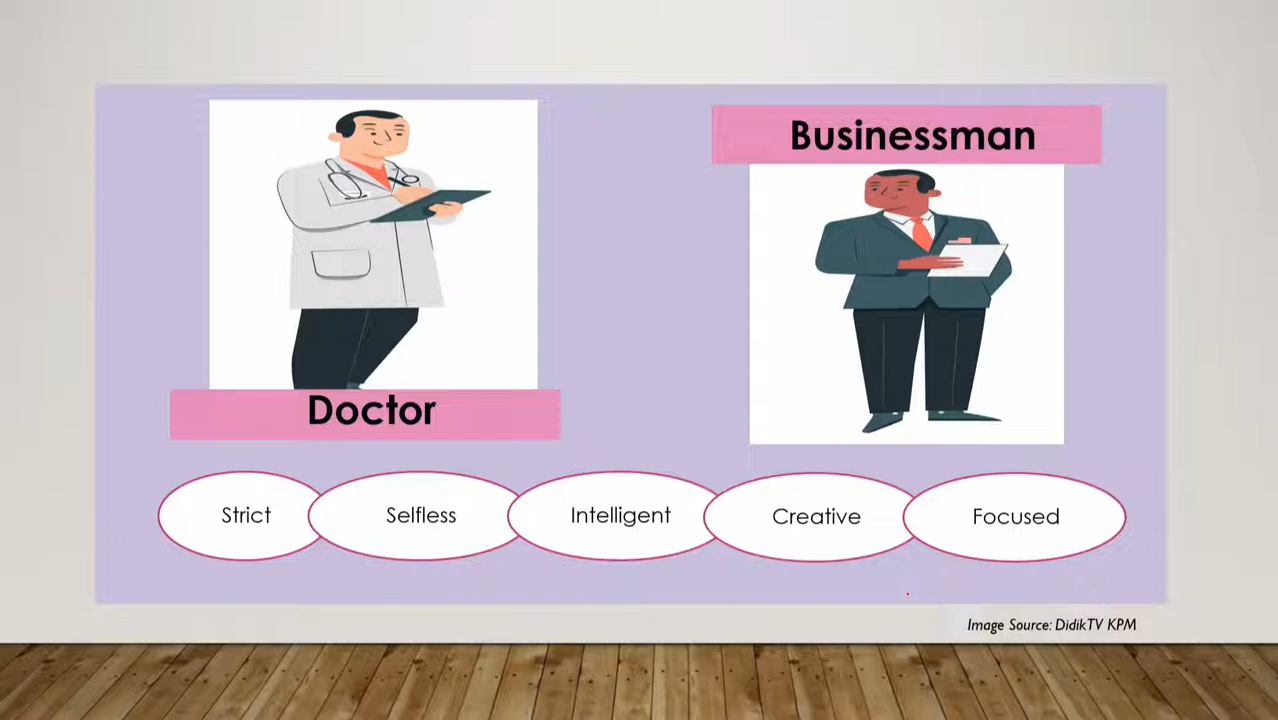 Businessman
Doctor
Strict
Selfless
Intelligent
Creative
Focused
Image Source: DidikTV KPM